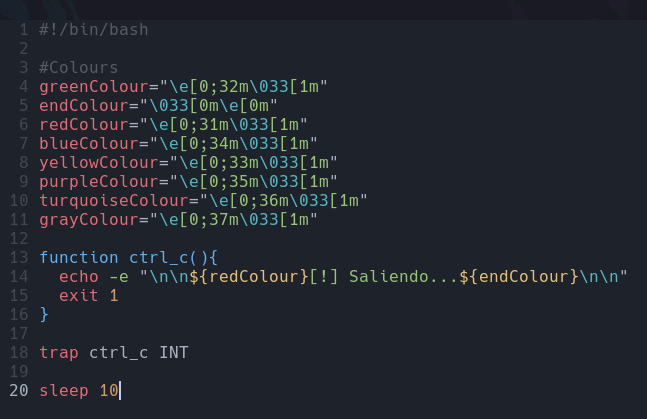 1 #!/bin/bash
2
3 #Colours
4 greenColour="\e[0;32m\033[1m"
5 endColour="\033[0m\e[0m"
6 redColour="\e[0;31m\033[1m"
7 blueColour="\e[0;34m\033[1m"
8 yellowColour="\e[0;33m\033[1m"
9 purpleColour="\e[0;35m\033[1m"
10 turquoiseColour="\e[0;36m\033[1m"
11 grayColour="\e[0;37m\033[1m"
12
13 function ctrl_c(){
14   echo -e "\n\n${redColour}[!] Saliendo...${endColour}\n\n"
15   exit 1
16 }
17
18 trap ctrl_c INT
19
20 sleep 10